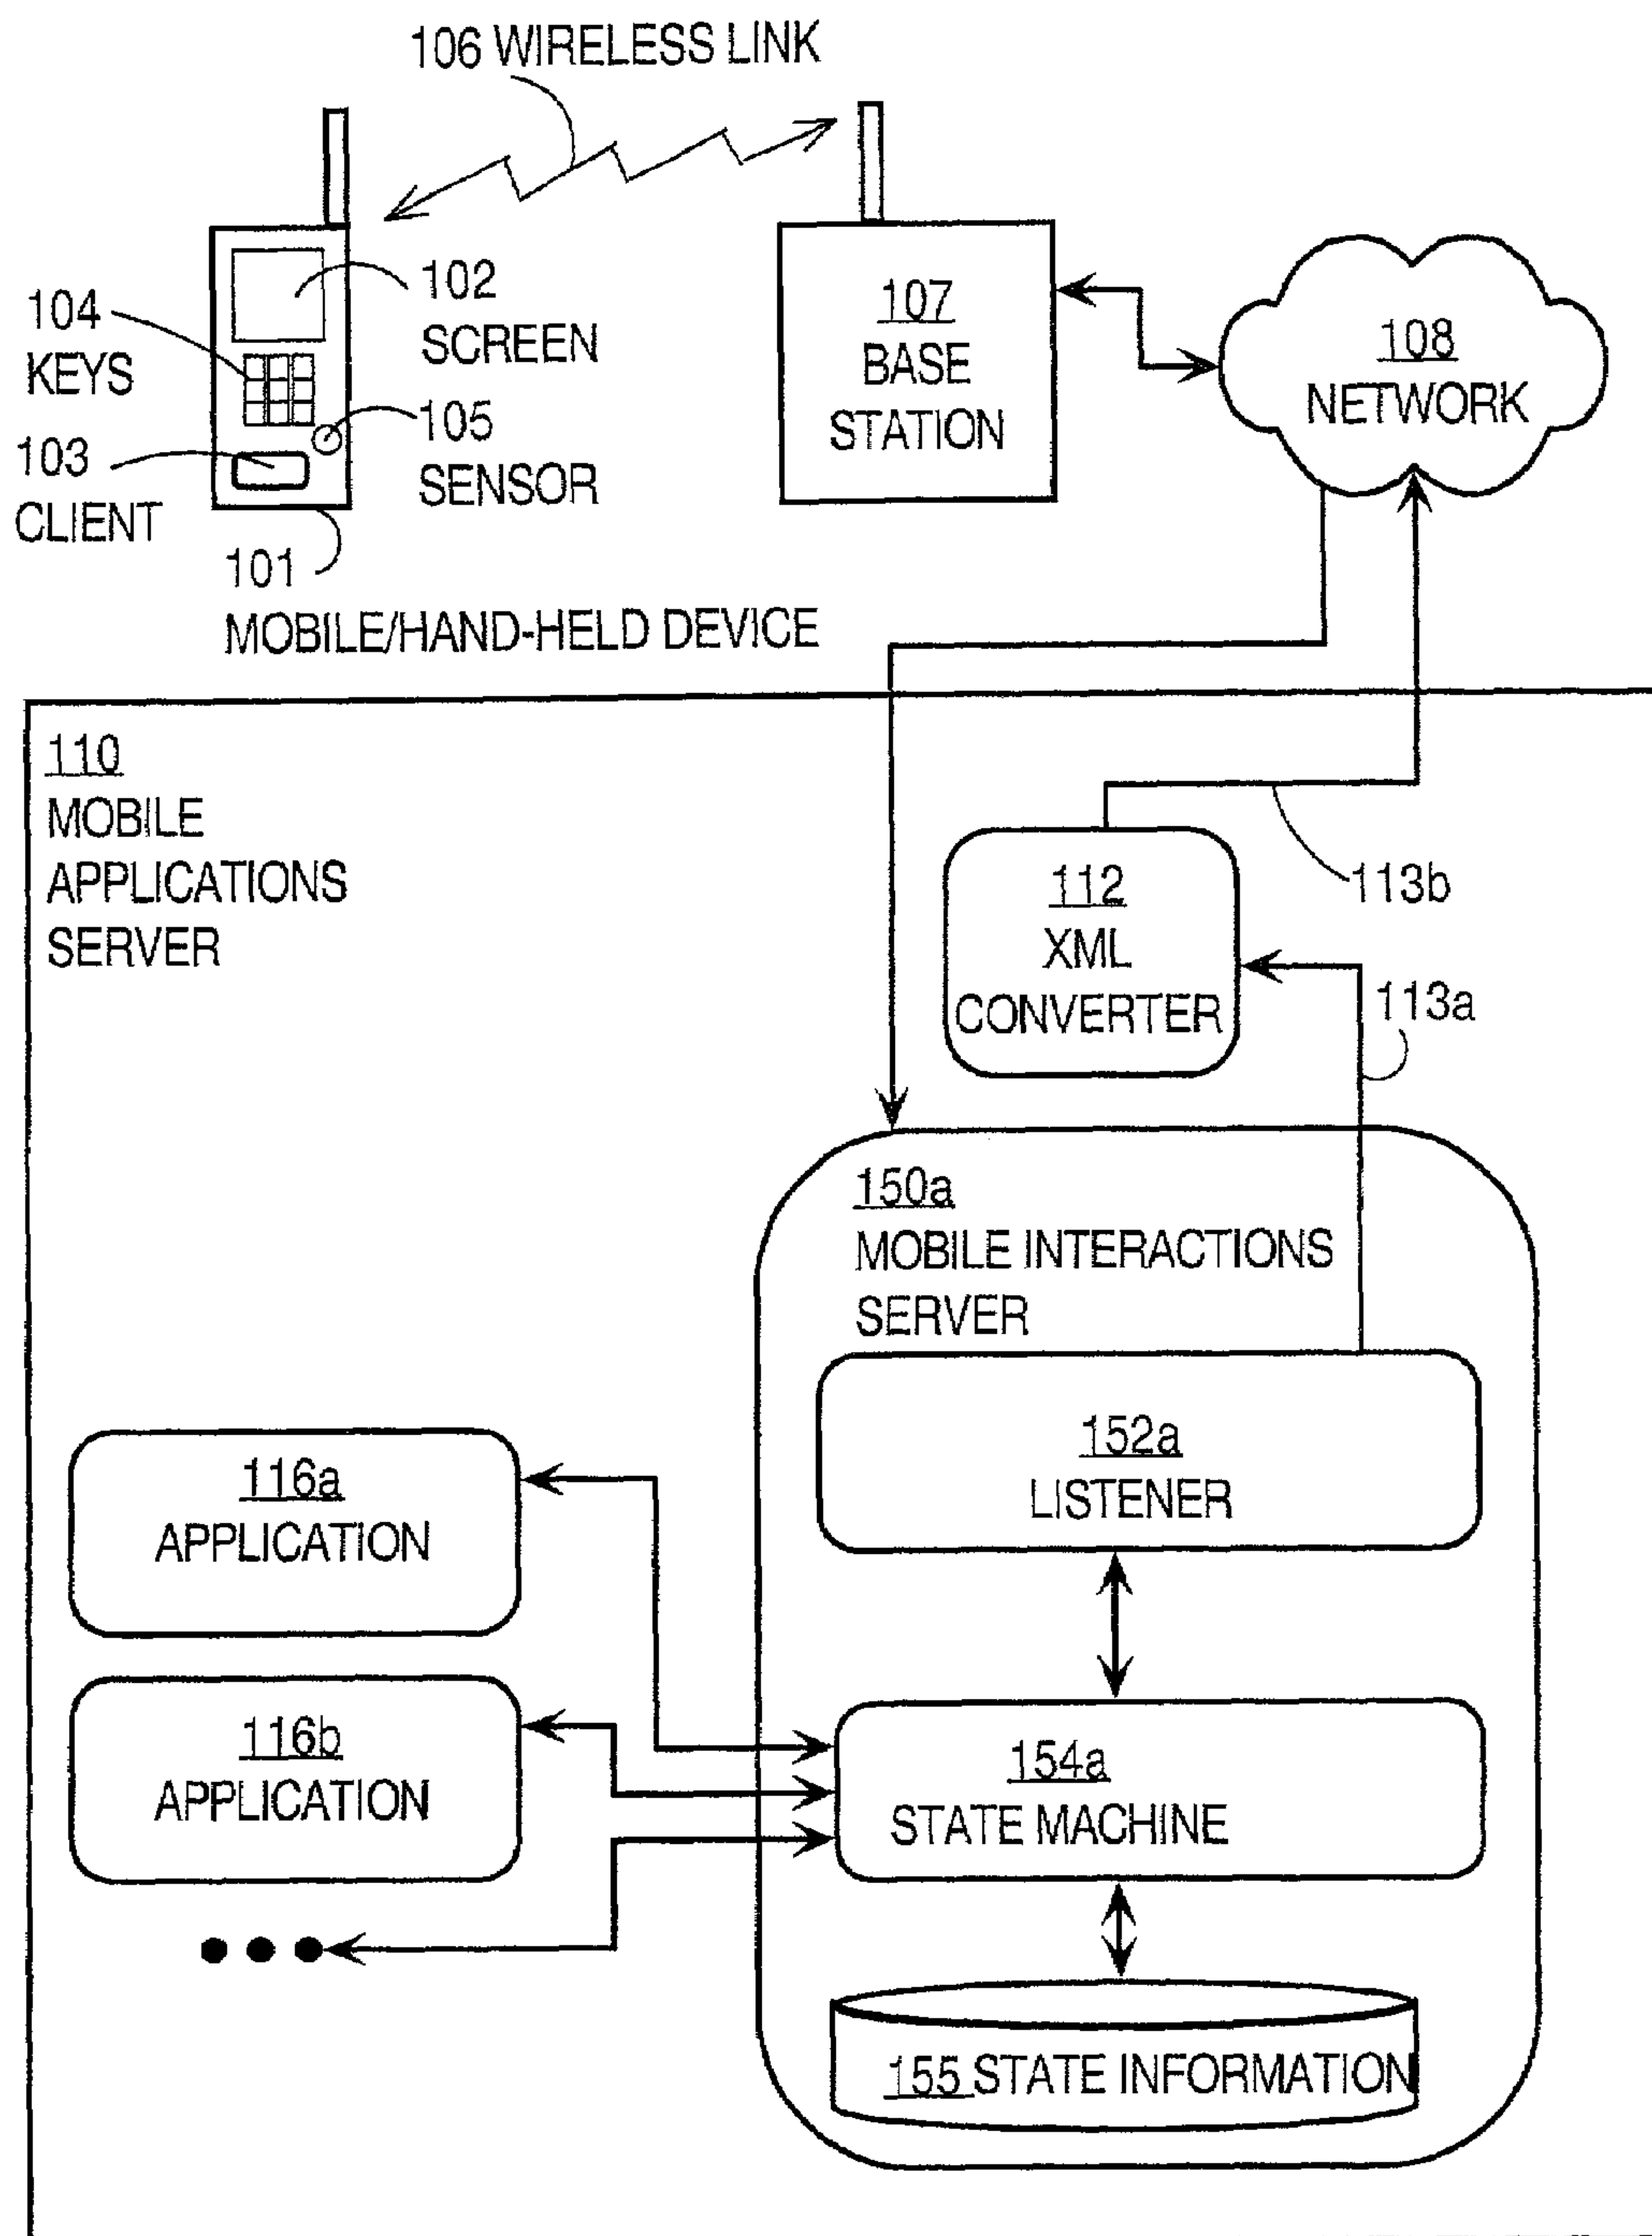 106 WIRELESS LINK
104
KEYS
102
SCREEN
105
SENSOR
103
CLIENT
101
MOBILE/HAND-HELD DEVICE
107
BASE
STATION
108
NETWORK
110
MOBILE
APPLICATIONS
SERVER
112
XML
CONVERTER
113b
113a
150a
MOBILE INTERACTIONS
SERVER
152a
LISTENER
116a
APPLICATION
116b
APPLICATION
154a
STATE MACHINE
155 STATE INFORMATION